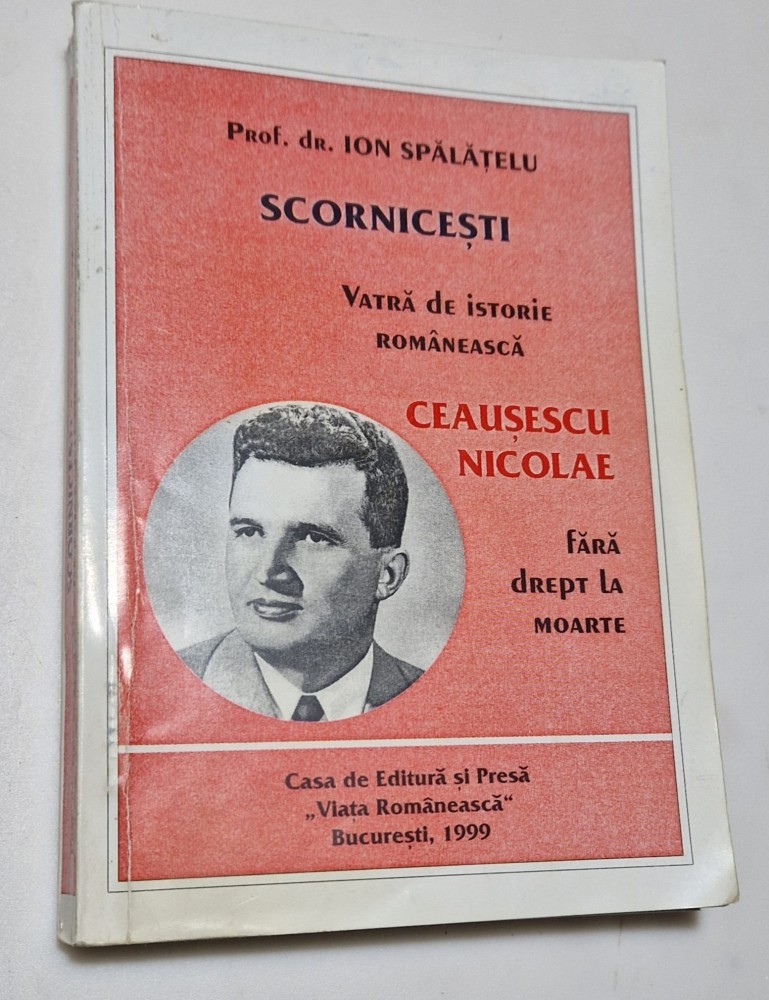 Prof. dr. ION SPĂLĂȚELU
SCORNICEȘTI
VATRĂ de ISTORIE
ROMÂNEASCĂ
CEAUȘESCU
NICOLAE
fĂRĂ
dREPT LA
MOARTE
Casa de Editură și Presă
„Viața Românească“
București, 1999